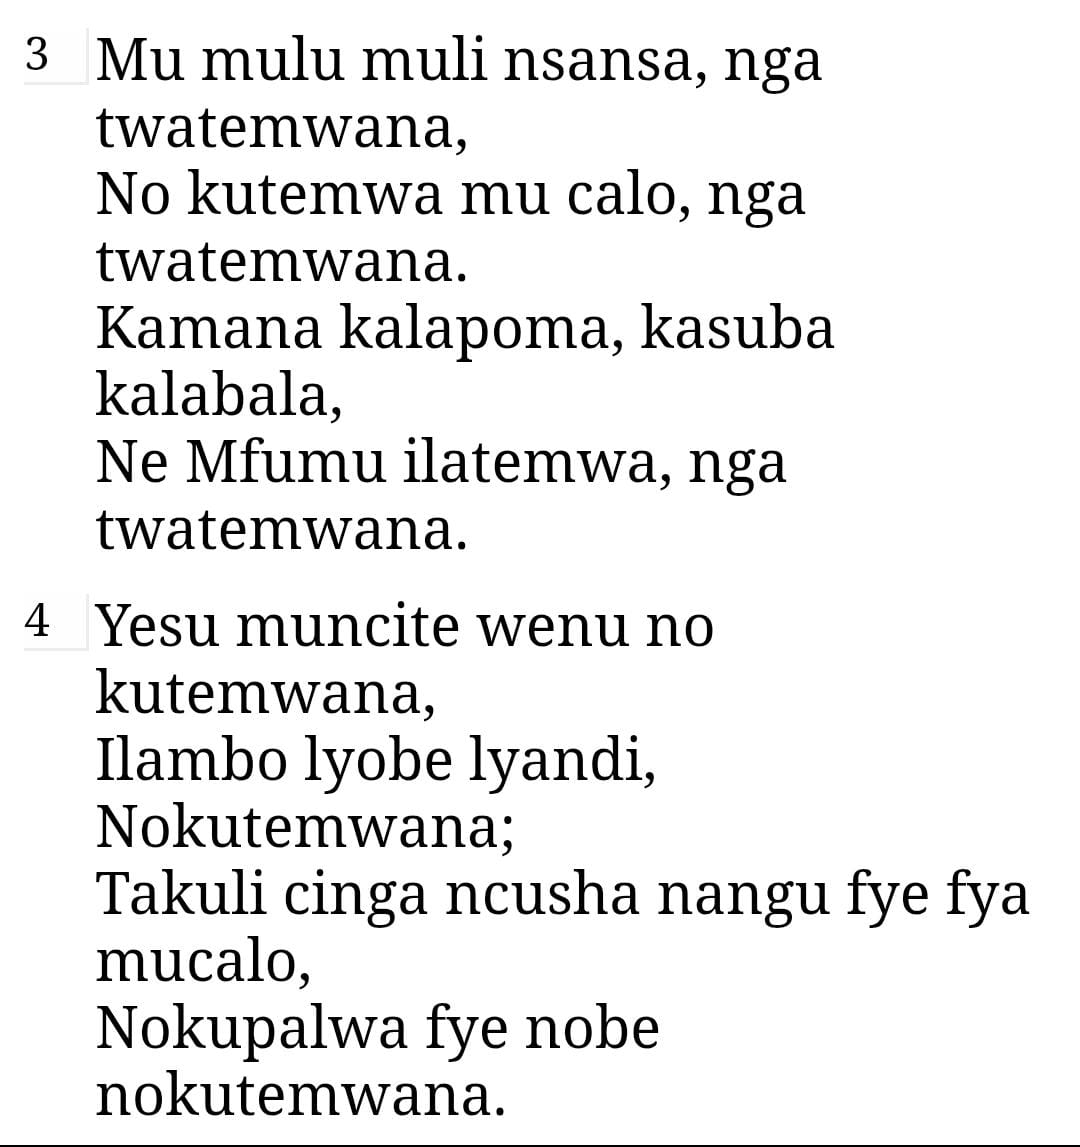 3 Mu mulu muli nsansa, nga
twatemwana,
No kutemwa mu calo, nga
twatemwana.
Kamana kalapoma, kasuba
kalabala,
Ne Mfumu ilatemwa, nga
twatemwana.
4 Yesu muncite wenu no
kutemwana,
Ilambo lyobe lyandi,
Nokutemwana;
Takuli cinga ncusha nangu fye fya
mucalo,
Nokupalwa fye nobe
nokutemwana.